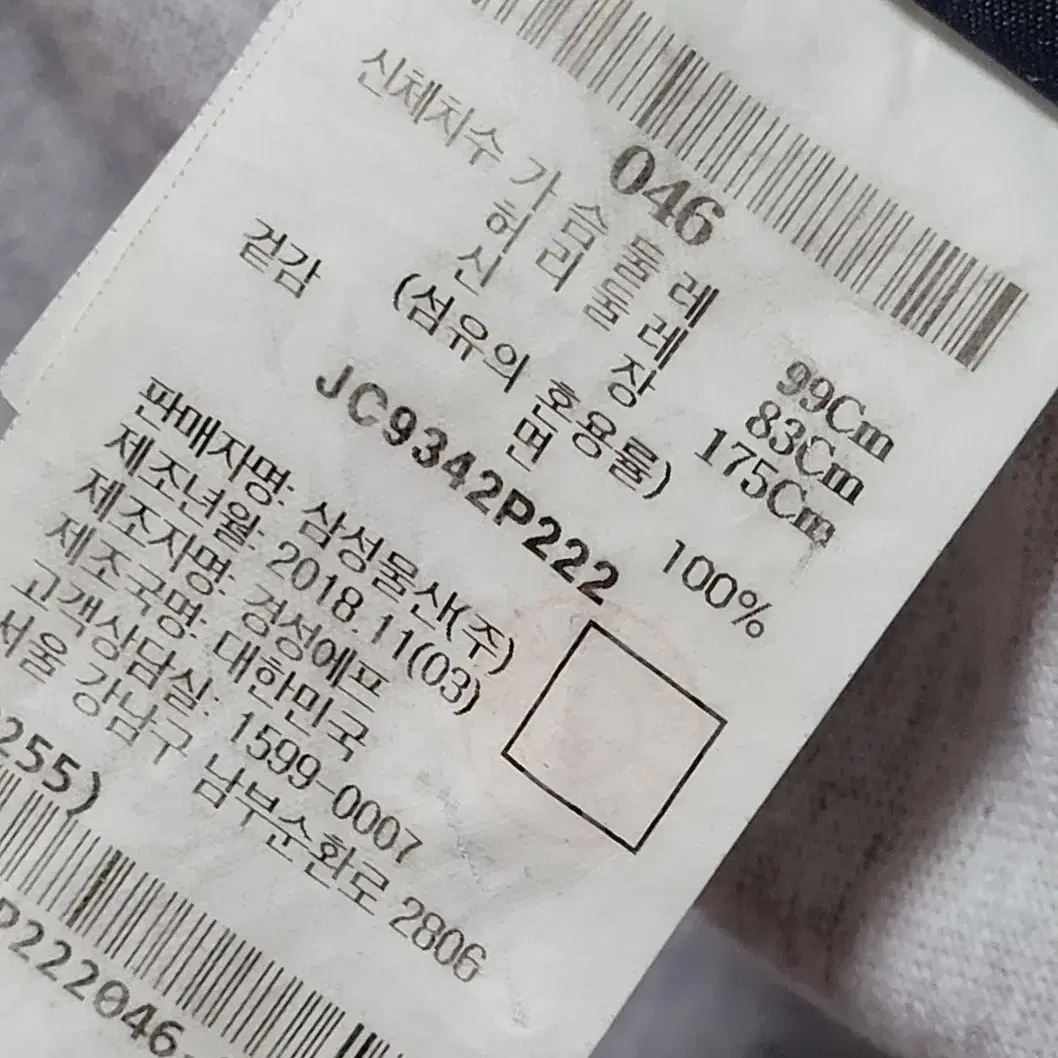 046
신체치수 가슴둘레 99Cm
허리둘레 83Cm
신장 175Cm
겉감 (섬유의 혼용률)
면 100%
JC9342P222
판매자명: 삼성물산(주)
제조년월: 2018.11(03)
제조자명: 경성에프
제조국명: 대한민국
고객상담실: 1599-0007
서울 강남구 남부순환로 2806
255)
P222046